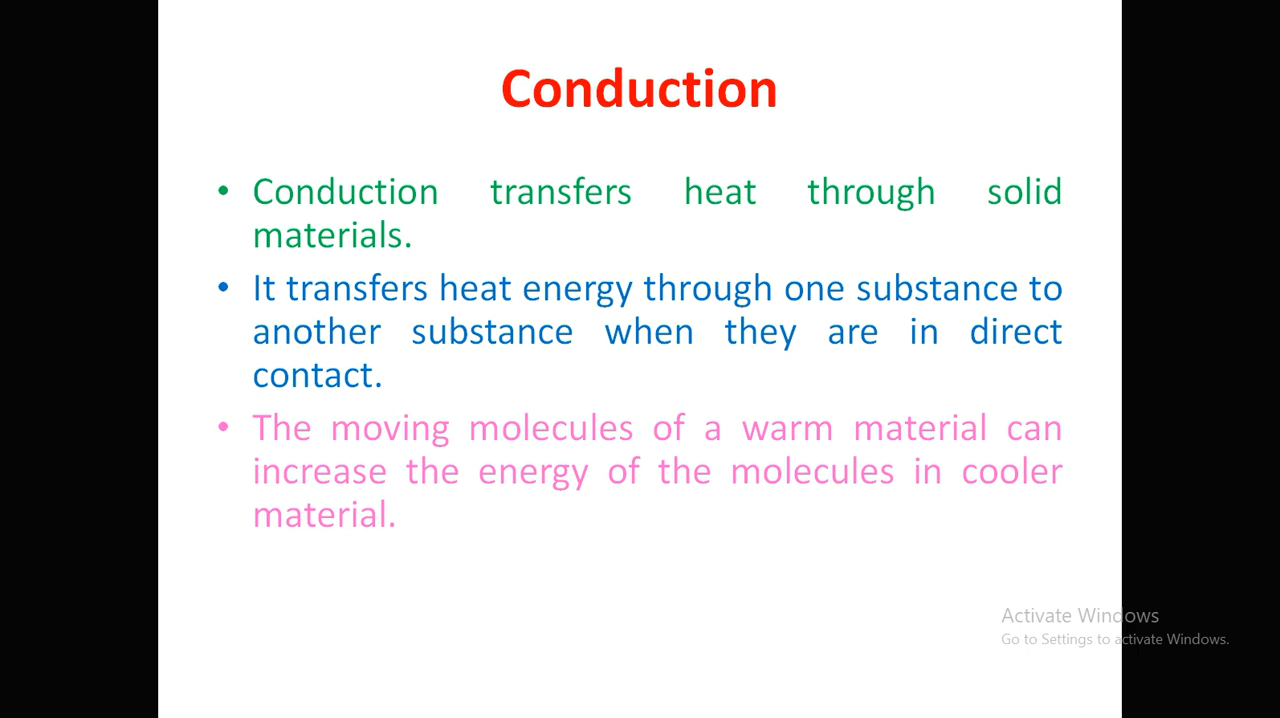 Conduction
• Conduction transfers heat through solid
materials.
• It transfers heat energy through one substance to
another substance when they are in direct
contact.
• The moving molecules of a warm material can
increase the energy of the molecules in cooler
material.
Activate Windows
Go to Settings to activate Windows.